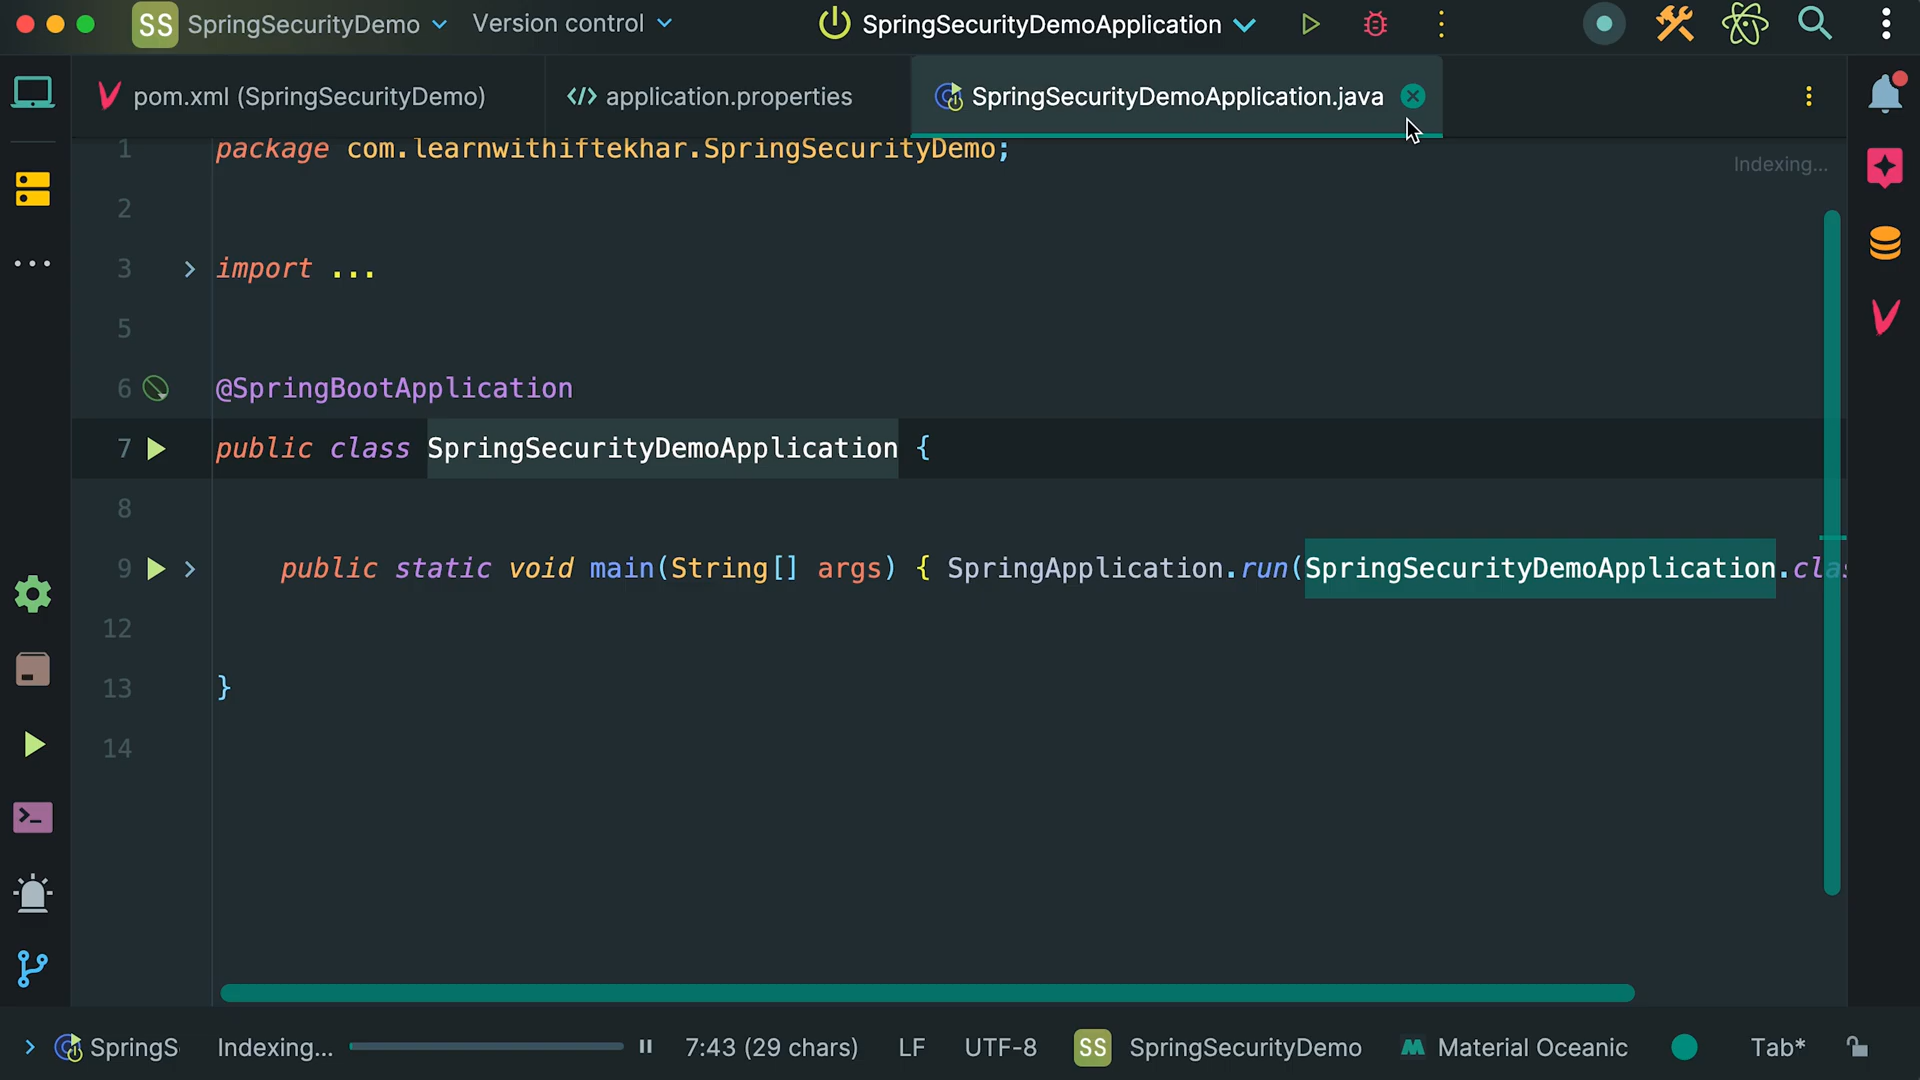 SS SpringSecurityDemo Version control SpringSecurityDemoApplication
pom.xml (SpringSecurityDemo) </> application.properties SpringSecurityDemoApplication.java
1 package com.learnwithiftekhar.SpringSecurityDemo;
Indexing...
2
3 import ...
5
6 @SpringBootApplication
7 public class SpringSecurityDemoApplication {
8
9 public static void main(String[] args) { SpringApplication.run(SpringSecurityDemoApplication.clas
12
13 }
14
SpringS Indexing... 7:43 (29 chars) LF UTF-8 SS SpringSecurityDemo Material Oceanic Tab*